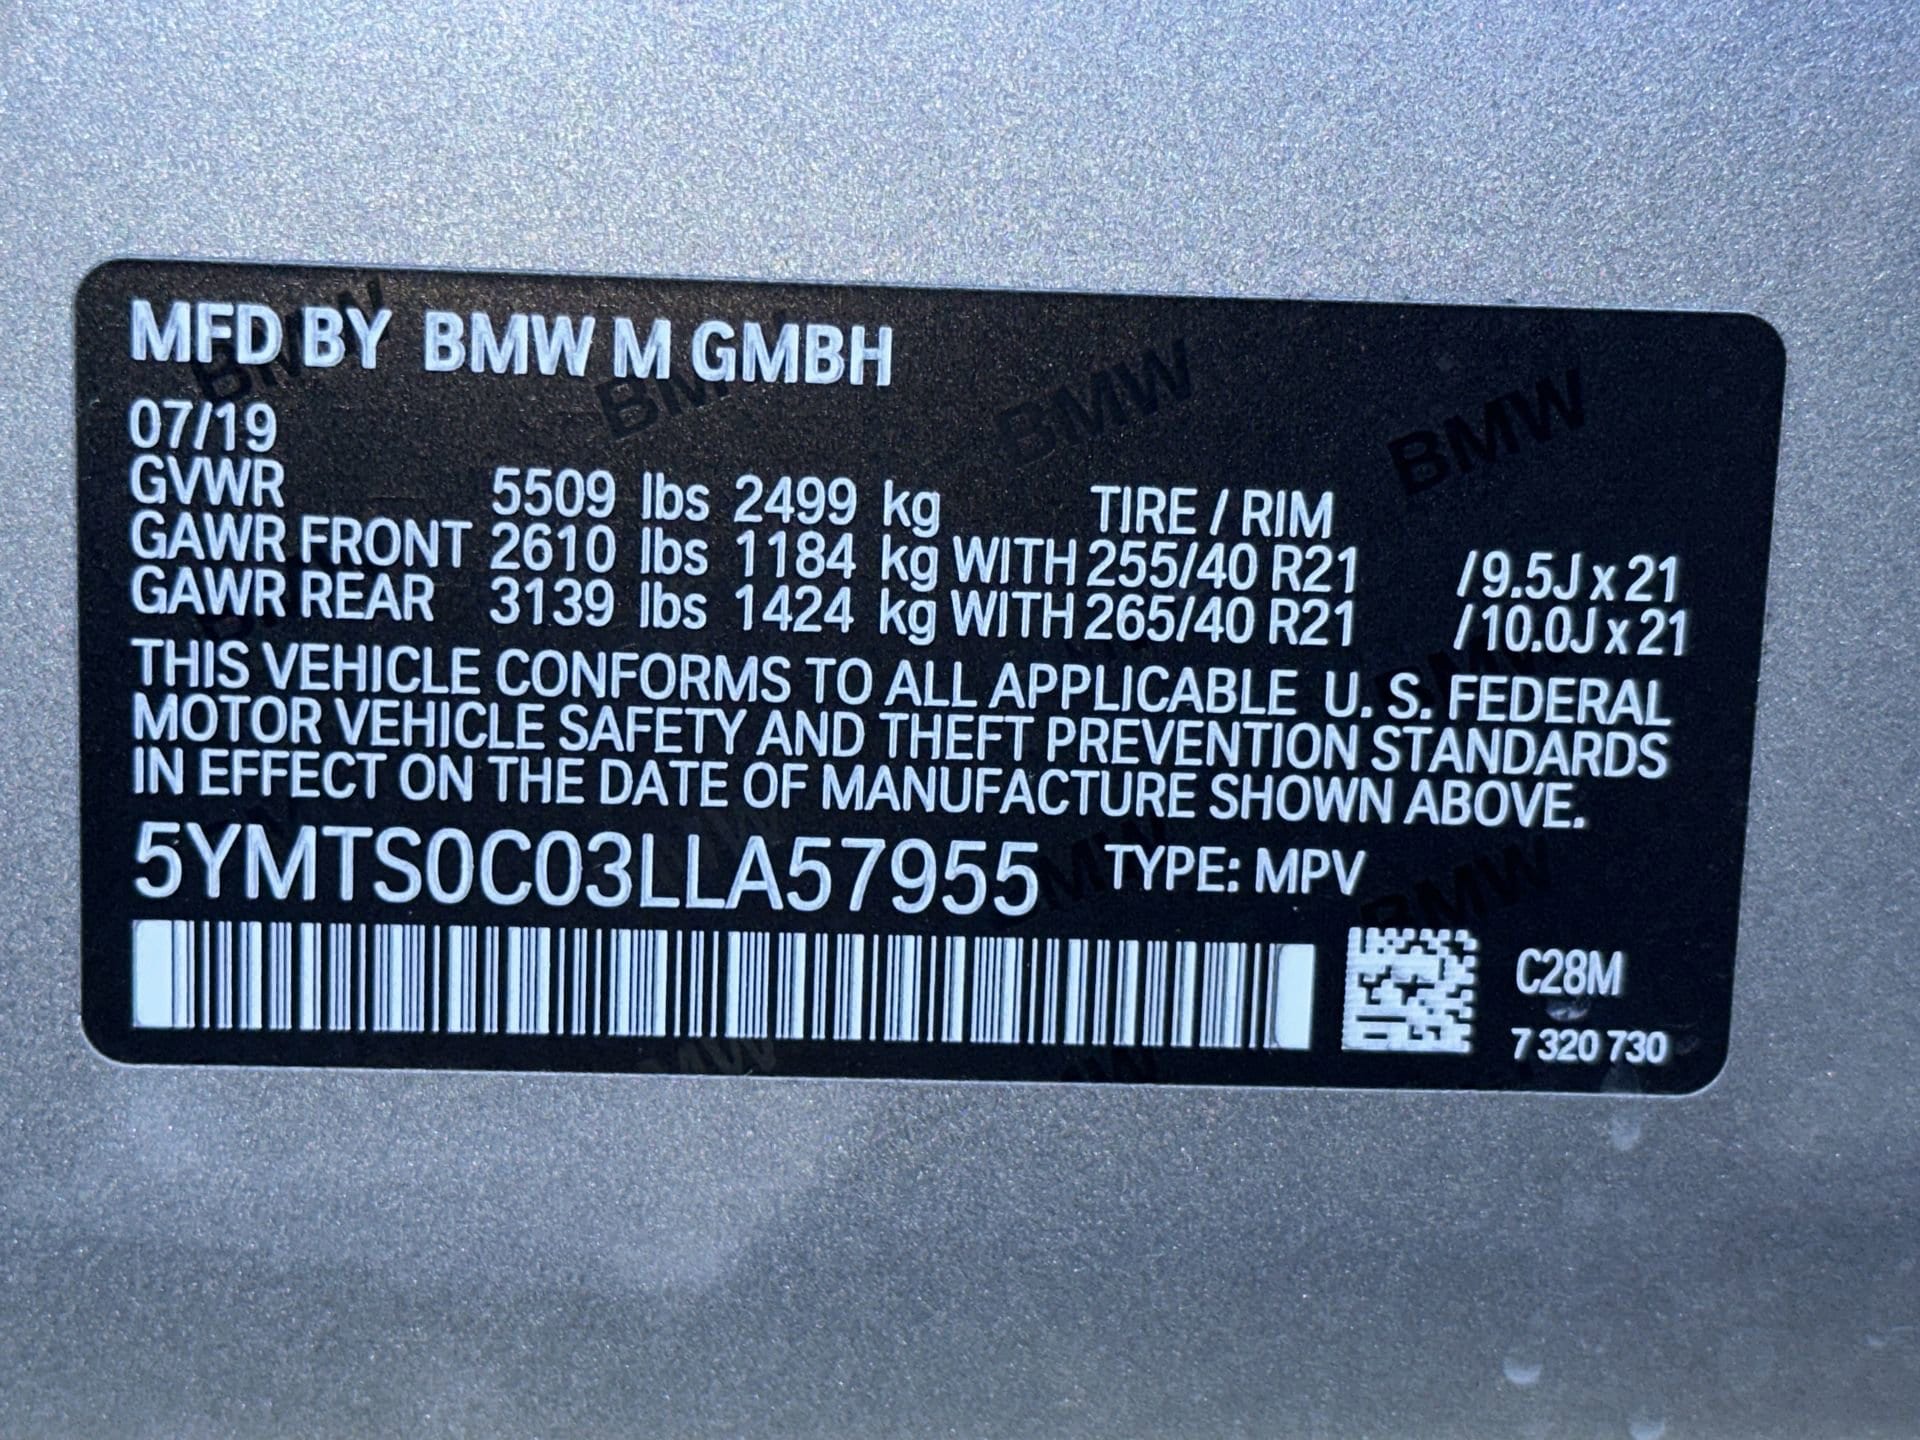 MFD BY BMW M GMBH
07/19
GVWR 5509 lbs 2499 kg TIRE / RIM
GAWR FRONT 2610 lbs 1184 kg WITH 255/40 R21 /9.5J x 21
GAWR REAR 3139 lbs 1424 kg WITH 265/40 R21 /10.0J x 21
THIS VEHICLE CONFORMS TO ALL APPLICABLE U. S. FEDERAL
MOTOR VEHICLE SAFETY AND THEFT PREVENTION STANDARDS
IN EFFECT ON THE DATE OF MANUFACTURE SHOWN ABOVE.
5YMTS0C03LLA57955 TYPE: MPV
C28M
7 320 730